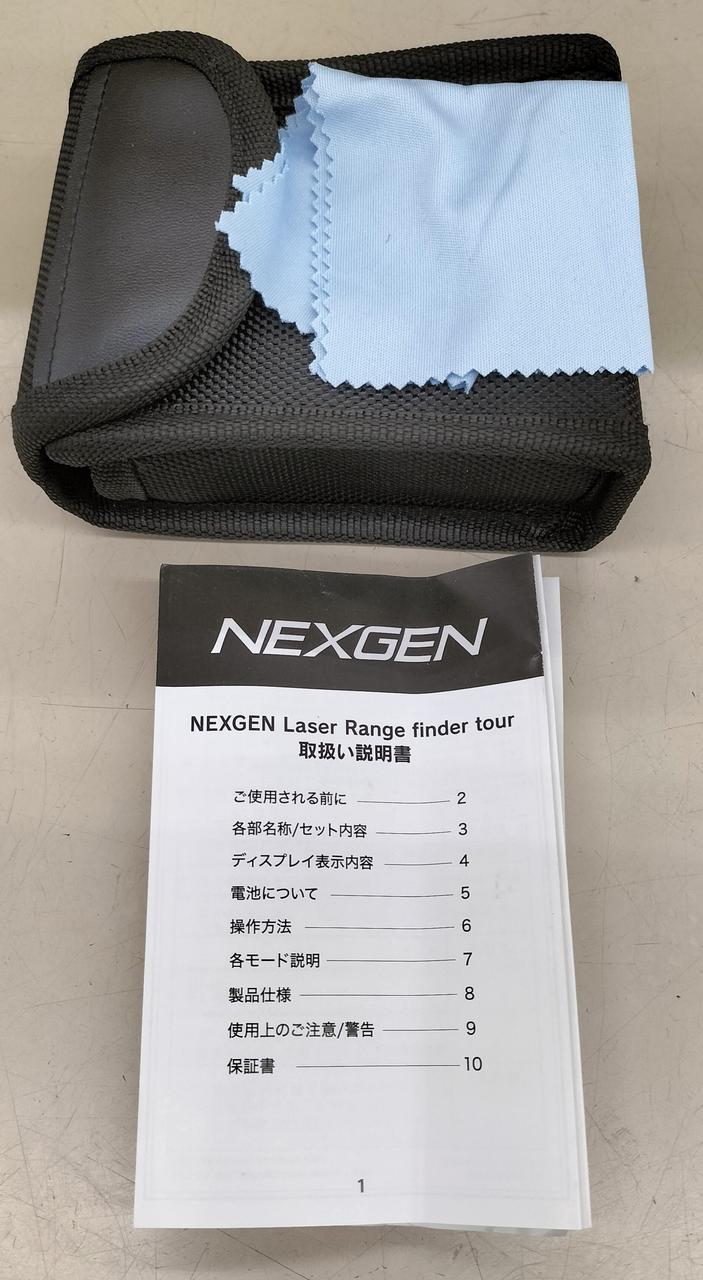 NEXGEN
NEXGEN Laser Range finder tour
取扱い説明書
ご使用される前に 2
各部名称/セット内容 3
ディスプレイ表示内容 4
電池について 5
操作方法 6
各モード説明 7
製品仕様 8
使用上のご注意/警告 9
保証書 10
1